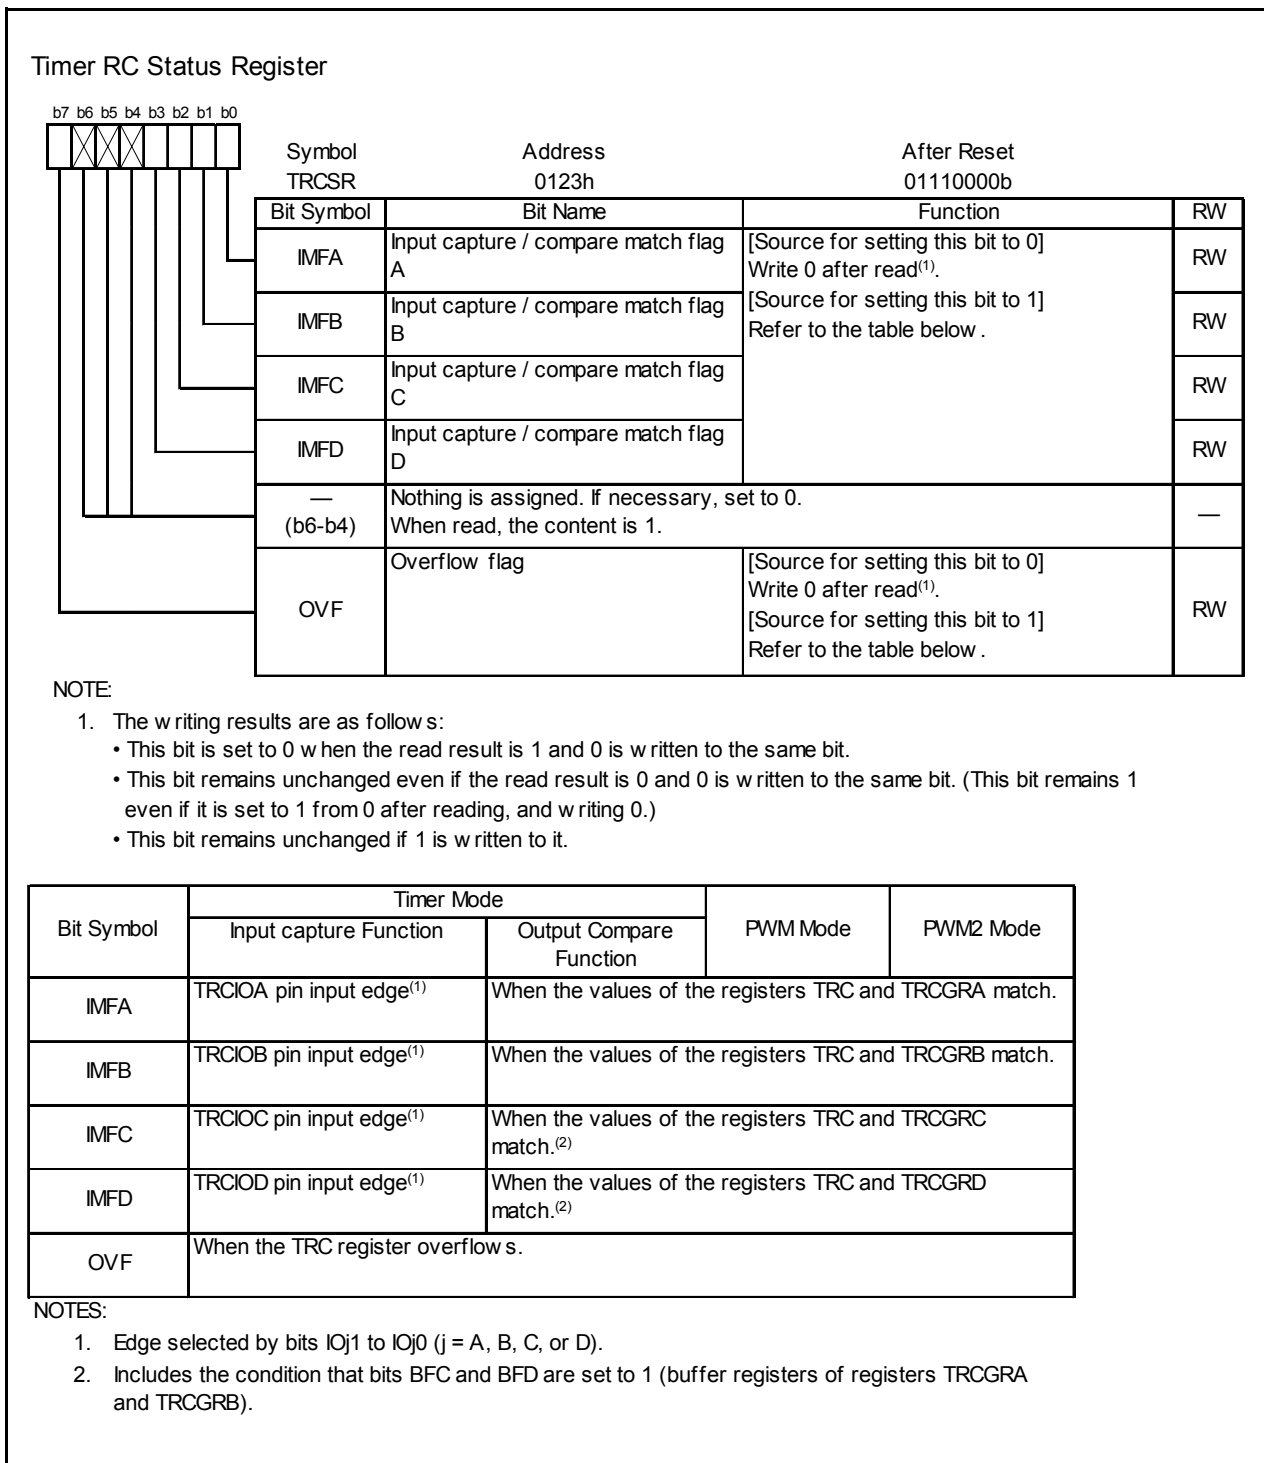 Timer RC Status Register
b7 b6 b5 b4 b3 b2 b1 b0
Symbol Address After Reset
TRCSR 0123h 01110000b
Bit Symbol Bit Name Function RW
IMFA Input capture / compare match flag A [Source for setting this bit to 0] RW
Write 0 after read(1).
IMFB Input capture / compare match flag B [Source for setting this bit to 1] RW
Refer to the table below.
IMFC Input capture / compare match flag C RW
IMFD Input capture / compare match flag D RW
— (b6-b4) Nothing is assigned. If necessary, set to 0. —
When read, the content is 1.
OVF Overflow flag [Source for setting this bit to 0] RW
Write 0 after read(1).
[Source for setting this bit to 1]
Refer to the table below.
NOTE:
1. The writing results are as follows:
• This bit is set to 0 when the read result is 1 and 0 is written to the same bit.
• This bit remains unchanged even if the read result is 0 and 0 is written to the same bit. (This bit remains 1
even if it is set to 1 from 0 after reading, and writing 0.)
• This bit remains unchanged if 1 is written to it.
Bit Symbol Timer Mode PWM Mode PWM2 Mode
Input capture Function Output Compare Function
IMFA TRCIOA pin input edge(1) When the values of the registers TRC and TRCGRA match.
IMFB TRCIOB pin input edge(1) When the values of the registers TRC and TRCGRB match.
IMFC TRCIOC pin input edge(1) When the values of the registers TRC and TRCGRC
match.(2)
IMFD TRCIOD pin input edge(1) When the values of the registers TRC and TRCGRD
match.(2)
OVF When the TRC register overflows.
NOTES:
1. Edge selected by bits IOj1 to IOj0 (j = A, B, C, or D).
2. Includes the condition that bits BFC and BFD are set to 1 (buffer registers of registers TRCGRA
and TRCGRB).